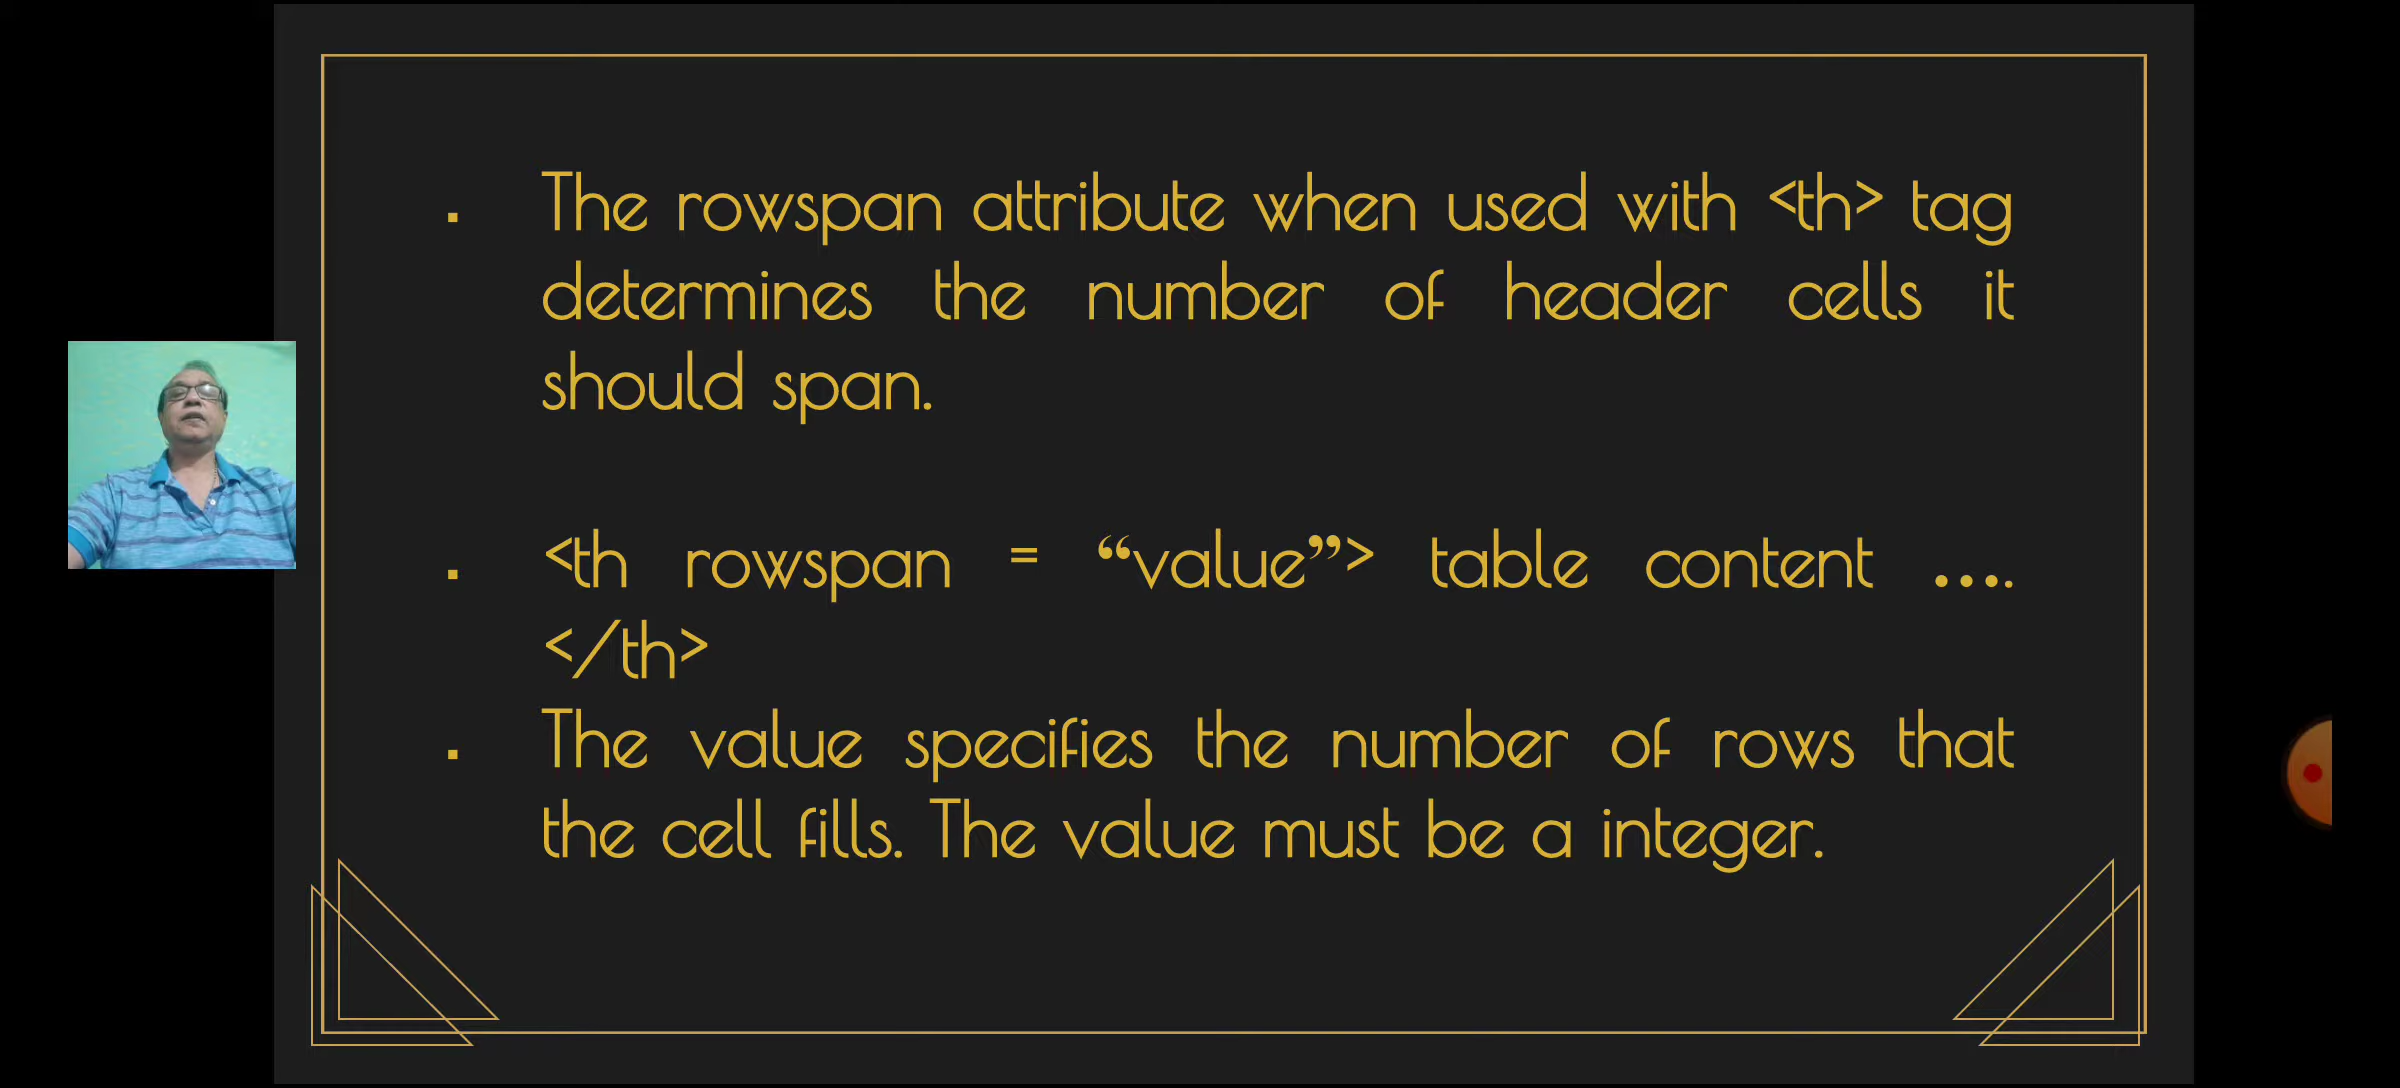 . The rowspan attribute when used with <th> tag
determines the number of header cells it
should span.
. <th rowspan = “value”> table content ....
</th>
. The value specifies the number of rows that
the cell fills. The value must be a integer.